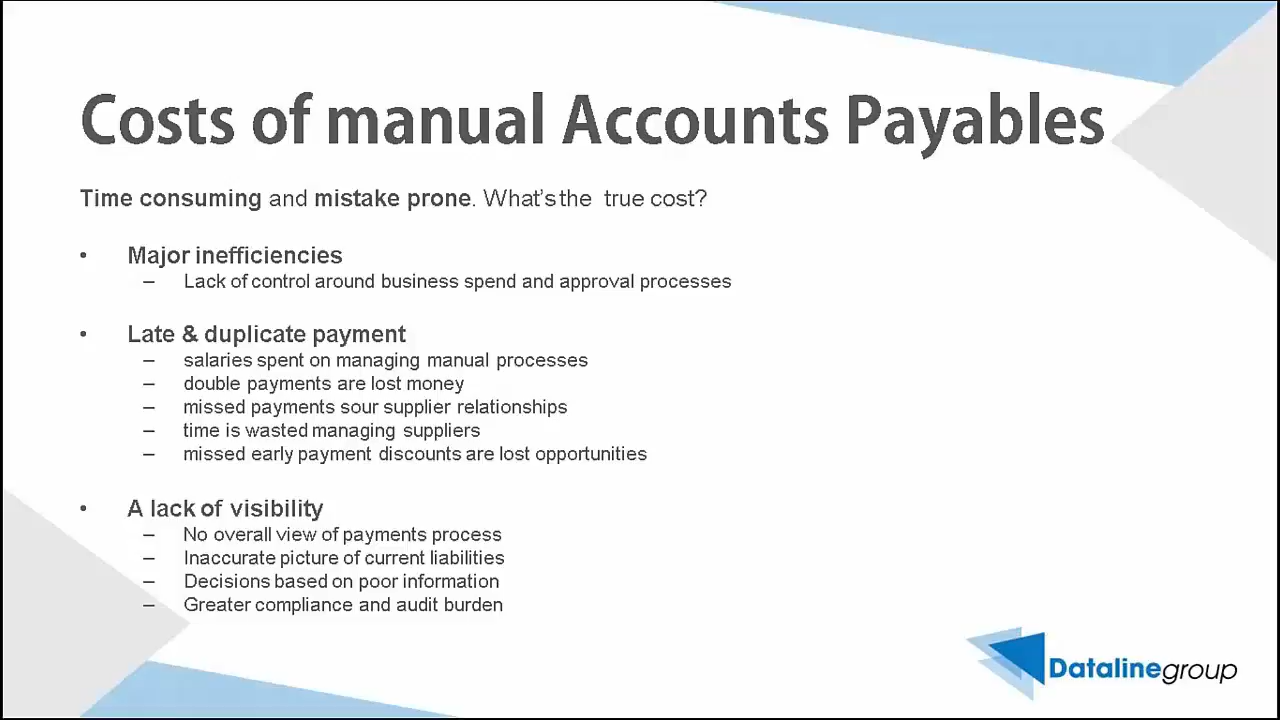 Costs of manual Accounts Payables
Time consuming and mistake prone. What's the true cost?
• Major inefficiencies
– Lack of control around business spend and approval processes
• Late & duplicate payment
– salaries spent on managing manual processes
– double payments are lost money
– missed payments sour supplier relationships
– time is wasted managing suppliers
– missed early payment discounts are lost opportunities
• A lack of visibility
– No overall view of payments process
– Inaccurate picture of current liabilities
– Decisions based on poor information
– Greater compliance and audit burden
Datalinegroup